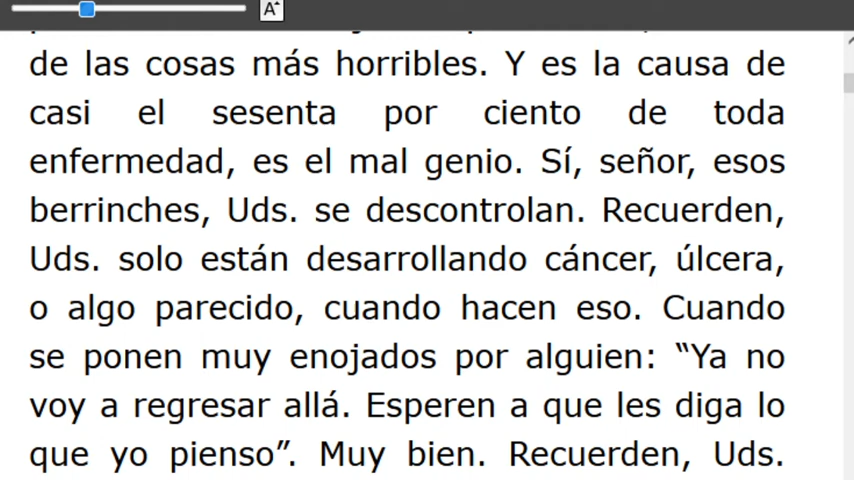 A
de las cosas más horribles. Y es la causa de
casi el sesenta por ciento de toda
enfermedad, es el mal genio. Sí, señor, esos
berrinches, Uds. se descontrolan. Recuerden,
Uds. solo están desarrollando cáncer, úlcera,
o algo parecido, cuando hacen eso. Cuando
se ponen muy enojados por alguien: “Ya no
voy a regresar allá. Esperen a que les diga lo
que yo pienso”. Muy bien. Recuerden, Uds.